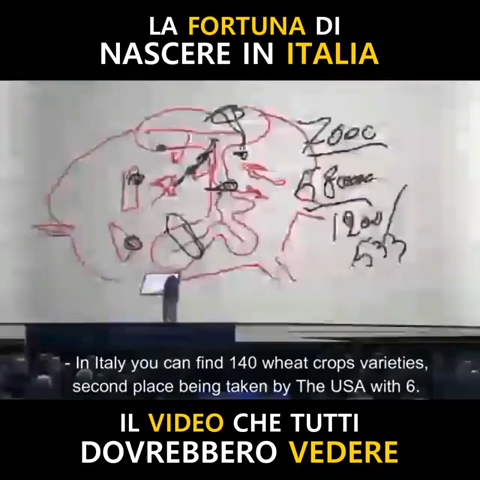 LA FORTUNA DI
NASCERE IN ITALIA
2000
1200/
533
- In Italy you can find 140 wheat crops varieties,
second place being taken by The USA with 6.
IL VIDEO CHE TUTTI
DOVREBBERO VEDERE